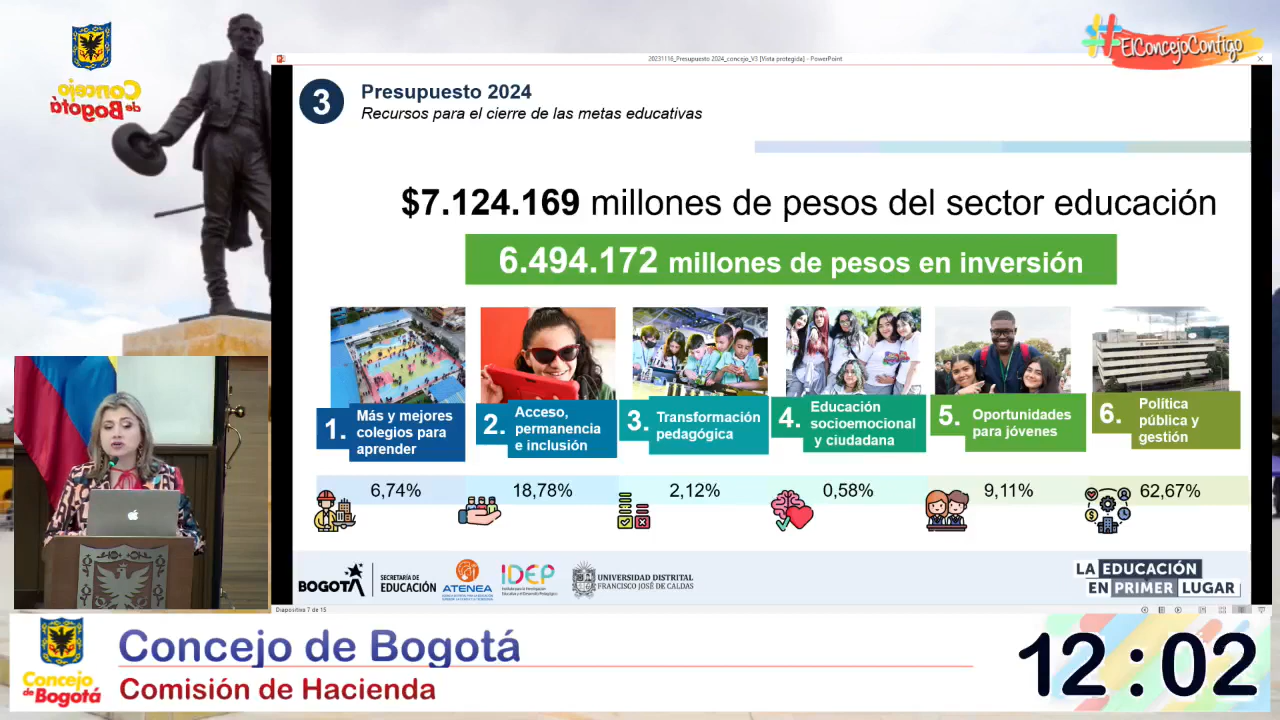 #ElConcejoContigo
Concejo
de Bogotá
20231116_Presupuesto 2024_concejo_V3 [Vista protegida] - PowerPoint
3
Presupuesto 2024
Recursos para el cierre de las metas educativas
$7.124.169 millones de pesos del sector educación
6.494.172 millones de pesos en inversión
1. Más y mejores
colegios para
aprender
2. Acceso,
permanencia
e inclusión
3. Transformación
pedagógica
4. Educación
socioemocional
y ciudadana
5. Oportunidades
para jóvenes
6. Política
pública y
gestión
6,74%
18,78%
2,12%
0,58%
9,11%
62,67%
BOGOTÁ
SECRETARÍA DE
EDUCACIÓN
ATENEA
IDEP
UNIVERSIDAD DISTRITAL
FRANCISCO JOSÉ DE CALDAS
LA EDUCACIÓN
EN PRIMER LUGAR
Diapositiva 7 de 15
Concejo
de Bogotá
Concejo de Bogotá
Comisión de Hacienda
12:02